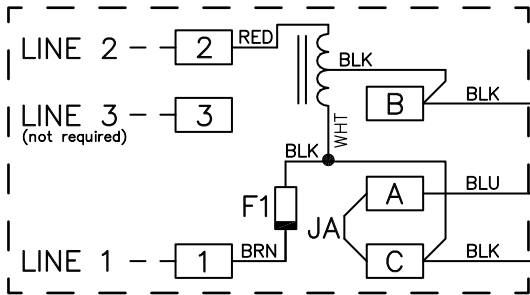 LINE 2
2
RED
BLK
B
BLK
LINE 3
(not required)
3
WHT
BLK
F1
A
BLU
JA
LINE 1
1
BRN
C
BLK